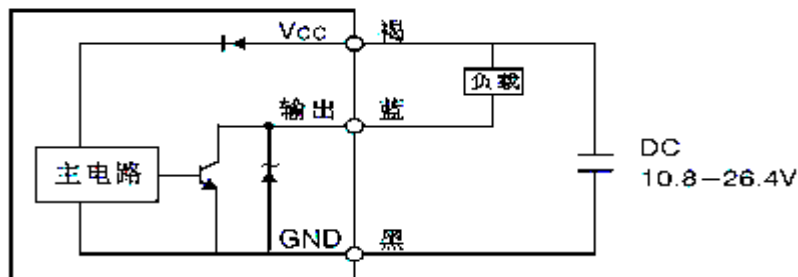 Vcc 褐
负载
输出 蓝
主电路
DC
10.8-26.4V
GND 黑